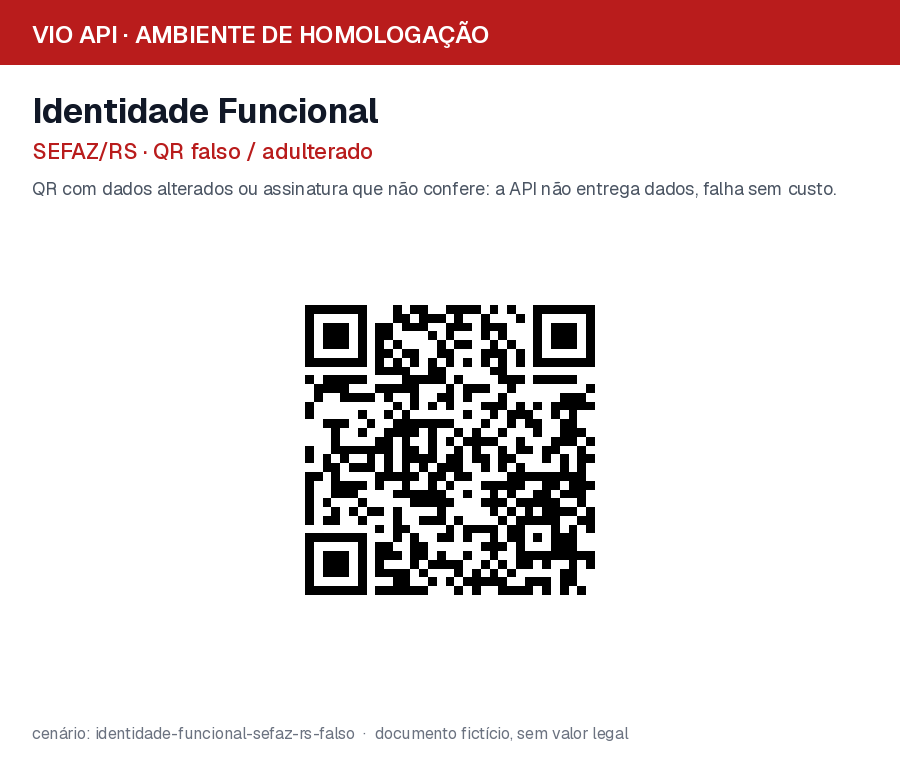 VIO API · AMBIENTE DE HOMOLOGAÇÃO
Identidade Funcional
SEFAZ/RS · QR falso / adulterado
QR com dados alterados ou assinatura que não confere: a API não entrega dados, falha sem custo.
cenário: identidade-funcional-sefaz-rs-falso · documento fictício, sem valor legal